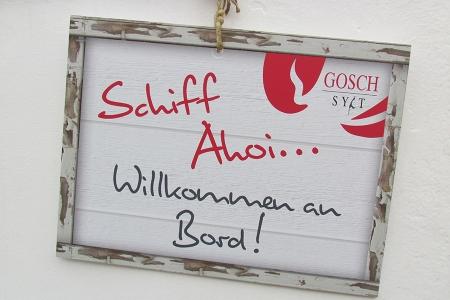 GOSCH
SYLT
Schiff
Ahoi...
Willkommen an
Bord!